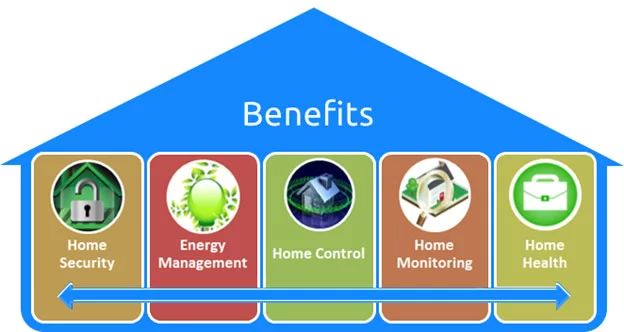 Benefits
Home
Security
Energy
Management
Home Control
Home
Monitoring
Home
Health